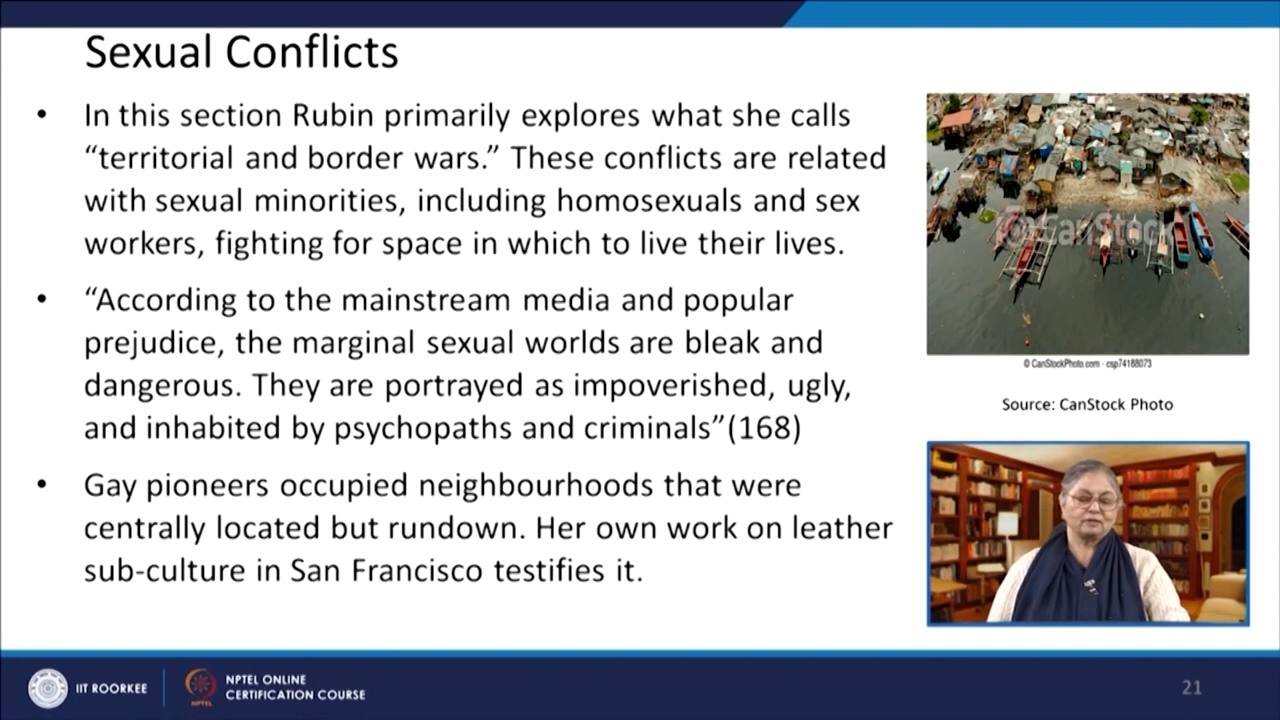 Sexual Conflicts
• In this section Rubin primarily explores what she calls
“territorial and border wars.” These conflicts are related
with sexual minorities, including homosexuals and sex
workers, fighting for space in which to live their lives.
• “According to the mainstream media and popular
prejudice, the marginal sexual worlds are bleak and
dangerous. They are portrayed as impoverished, ugly,
and inhabited by psychopaths and criminals”(168)
• Gay pioneers occupied neighbourhoods that were
centrally located but rundown. Her own work on leather
sub-culture in San Francisco testifies it.
CanStock
© CanStockPhoto.com - csp74188073
Source: CanStock Photo
IIT ROORKEE
NPTEL
NPTEL ONLINE
CERTIFICATION COURSE
21